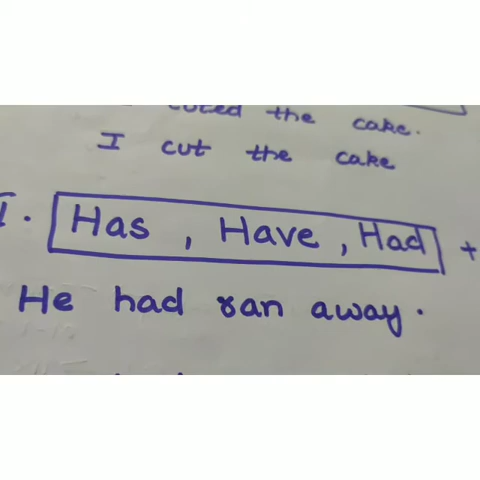 the cake.
I cut the cake
I. Has, Have, Had +
He had ran away.